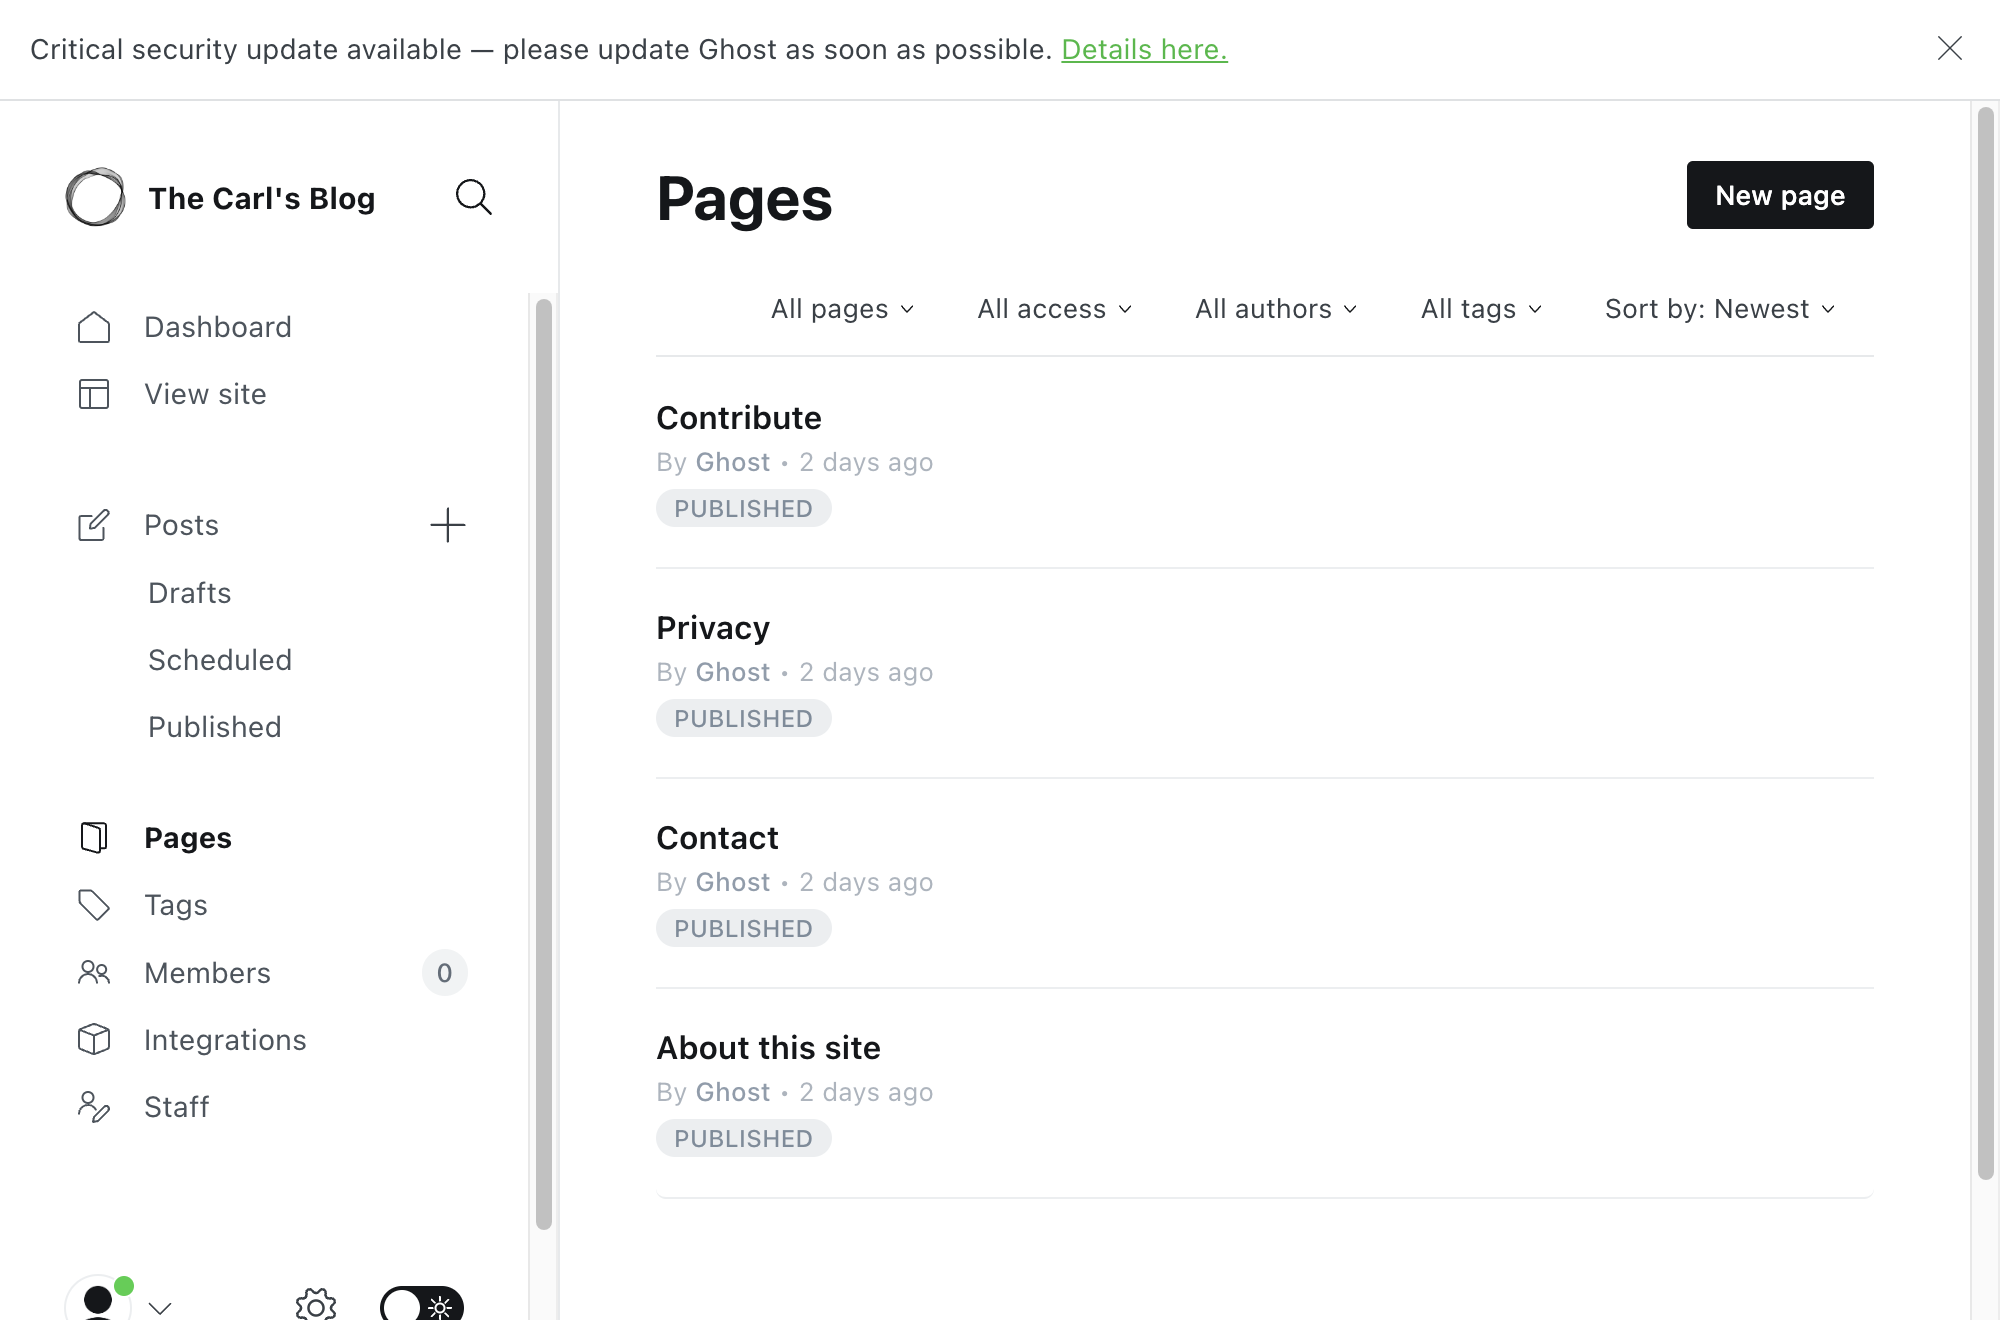 Critical security update available — please update Ghost as soon as possible. Details here.
The Carl's Blog
Dashboard
View site
Posts
Drafts
Scheduled
Published
Pages
Tags
Members 0
Integrations
Staff
Pages
New page
All pages All access All authors All tags Sort by: Newest
Contribute
By Ghost • 2 days ago
PUBLISHED
Privacy
By Ghost • 2 days ago
PUBLISHED
Contact
By Ghost • 2 days ago
PUBLISHED
About this site
By Ghost • 2 days ago
PUBLISHED